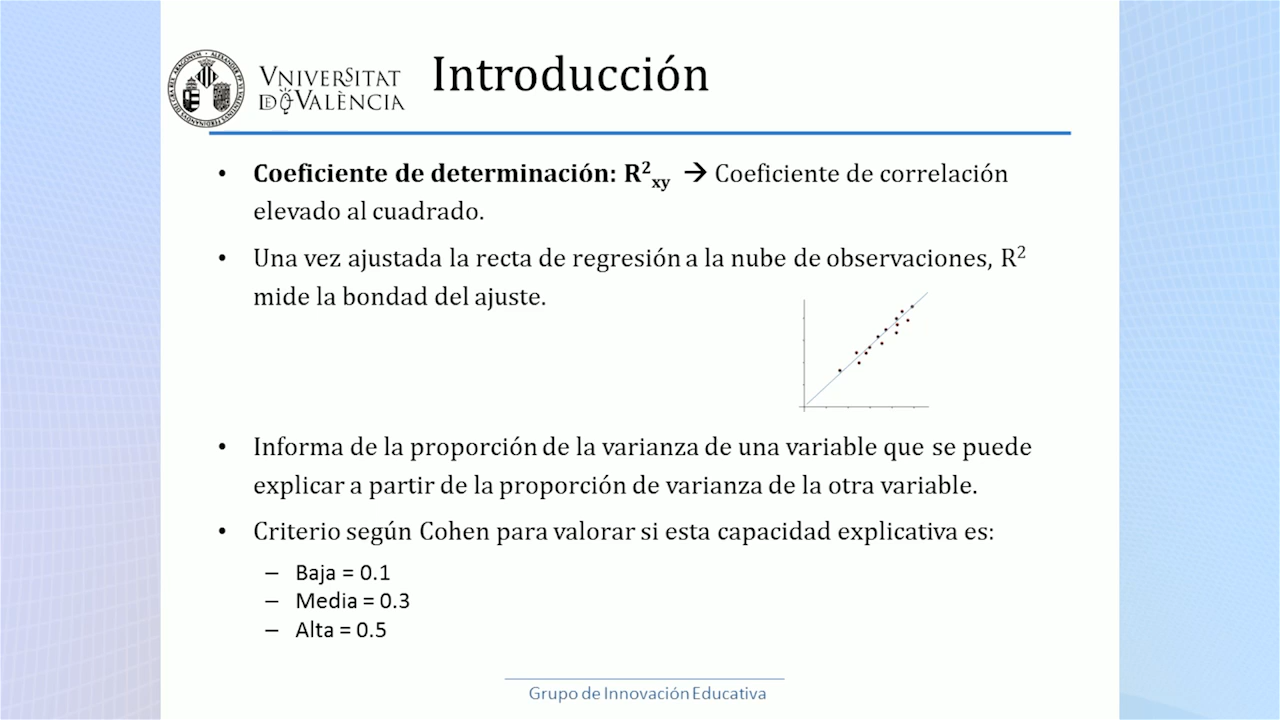 VNIVERSITAT
DE VALÈNCIA
Introducción
• Coeficiente de determinación: R²xy → Coeficiente de correlación
elevado al cuadrado.
• Una vez ajustada la recta de regresión a la nube de observaciones, R²
mide la bondad del ajuste.
• Informa de la proporción de la varianza de una variable que se puede
explicar a partir de la proporción de varianza de la otra variable.
• Criterio según Cohen para valorar si esta capacidad explicativa es:
– Baja = 0.1
– Media = 0.3
– Alta = 0.5
Grupo de Innovación Educativa